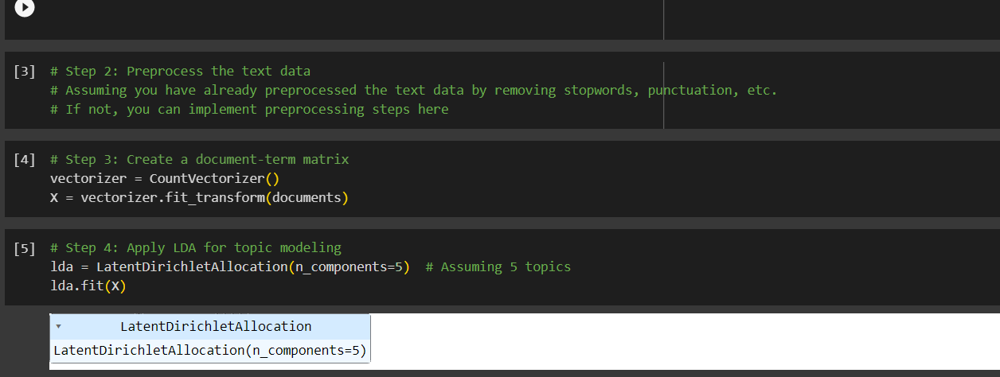 [3] # Step 2: Preprocess the text data
# Assuming you have already preprocessed the text data by removing stopwords, punctuation, etc.
# If not, you can implement preprocessing steps here
[4] # Step 3: Create a document-term matrix
vectorizer = CountVectorizer()
X = vectorizer.fit_transform(documents)
[5] # Step 4: Apply LDA for topic modeling
lda = LatentDirichletAllocation(n_components=5)  # Assuming 5 topics
lda.fit(X)
LatentDirichletAllocation
LatentDirichletAllocation(n_components=5)